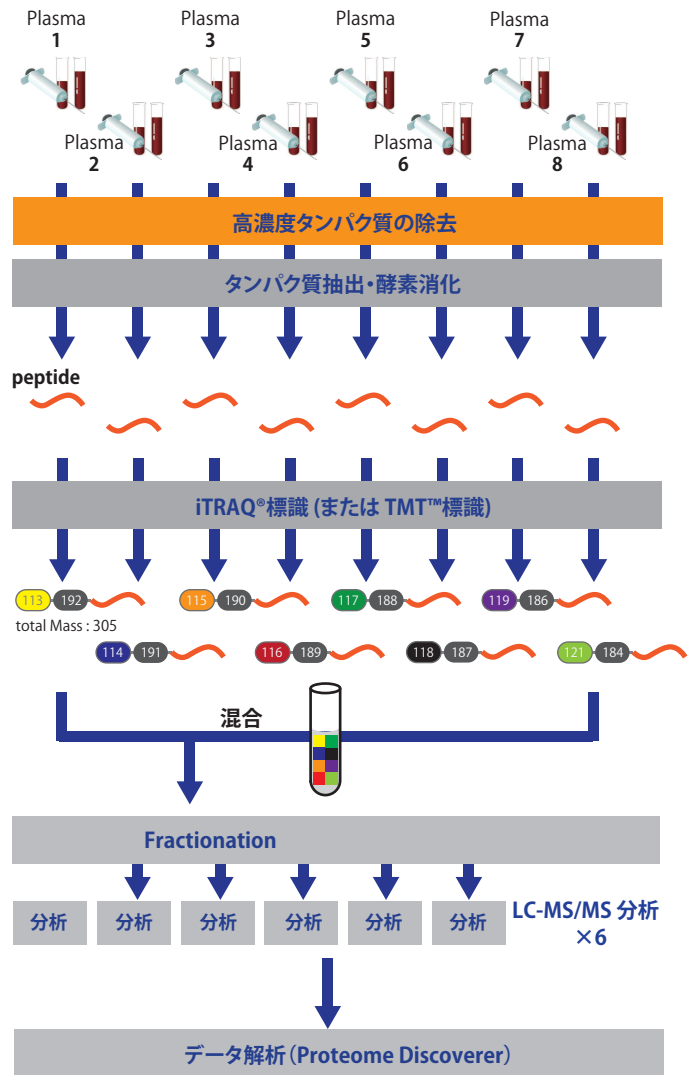 Plasma
1
Plasma
3
Plasma
5
Plasma
7
Plasma
2
Plasma
4
Plasma
6
Plasma
8
高濃度タンパク質の除去
タンパク質抽出・酵素消化
peptide
iTRAQ®標識 (または TMT™標識)
113 192
115 190
117 188
119 186
total Mass : 305
114 191
116 189
118 187
121 184
混合
Fractionation
分析 分析 分析 分析 分析 分析
LC-MS/MS 分析
×6
データ解析（Proteome Discoverer）